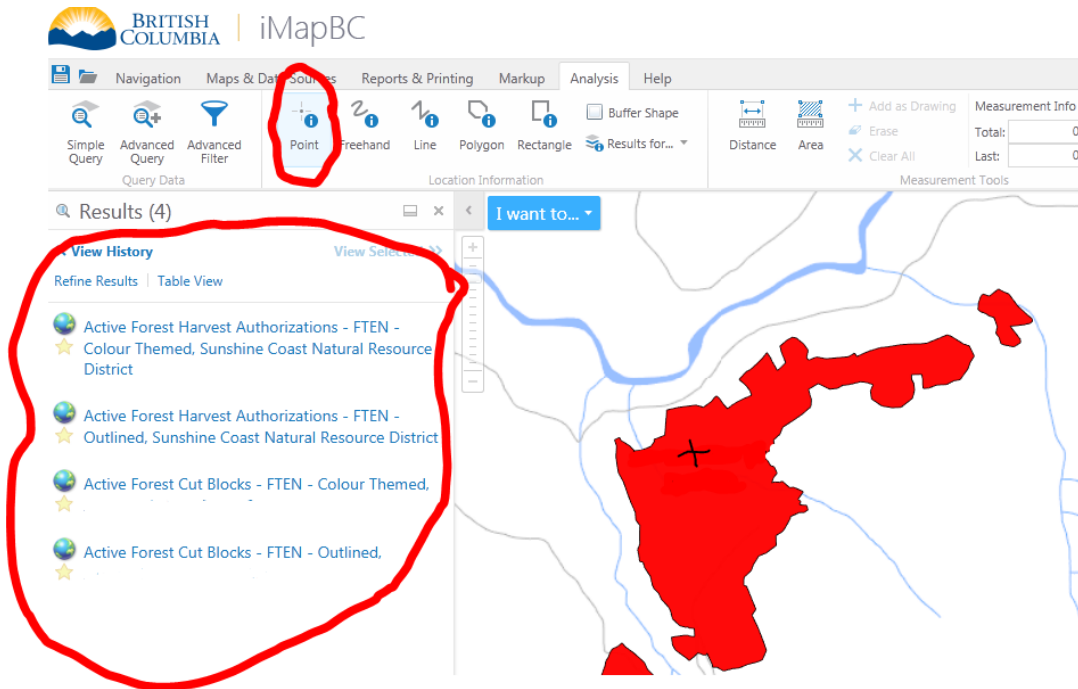 BRITISH
COLUMBIA
iMapBC
Navigation Maps & Data Sources Reports & Printing Markup Analysis Help
Simple Query
Advanced Query
Advanced Filter
Query Data
Point
Freehand
Line
Polygon
Rectangle
Buffer Shape
Results for...
Location Information
Distance
Area
Add as Drawing
Erase
Clear All
Measurement Info
Total: 0
Last: 0
Measurement Tools
Results (4)
I want to...
View History View Selected
Refine Results Table View
Active Forest Harvest Authorizations - FTEN -
Colour Themed, Sunshine Coast Natural Resource
District
Active Forest Harvest Authorizations - FTEN -
Outlined, Sunshine Coast Natural Resource District
Active Forest Cut Blocks - FTEN - Colour Themed,
Active Forest Cut Blocks - FTEN - Outlined,